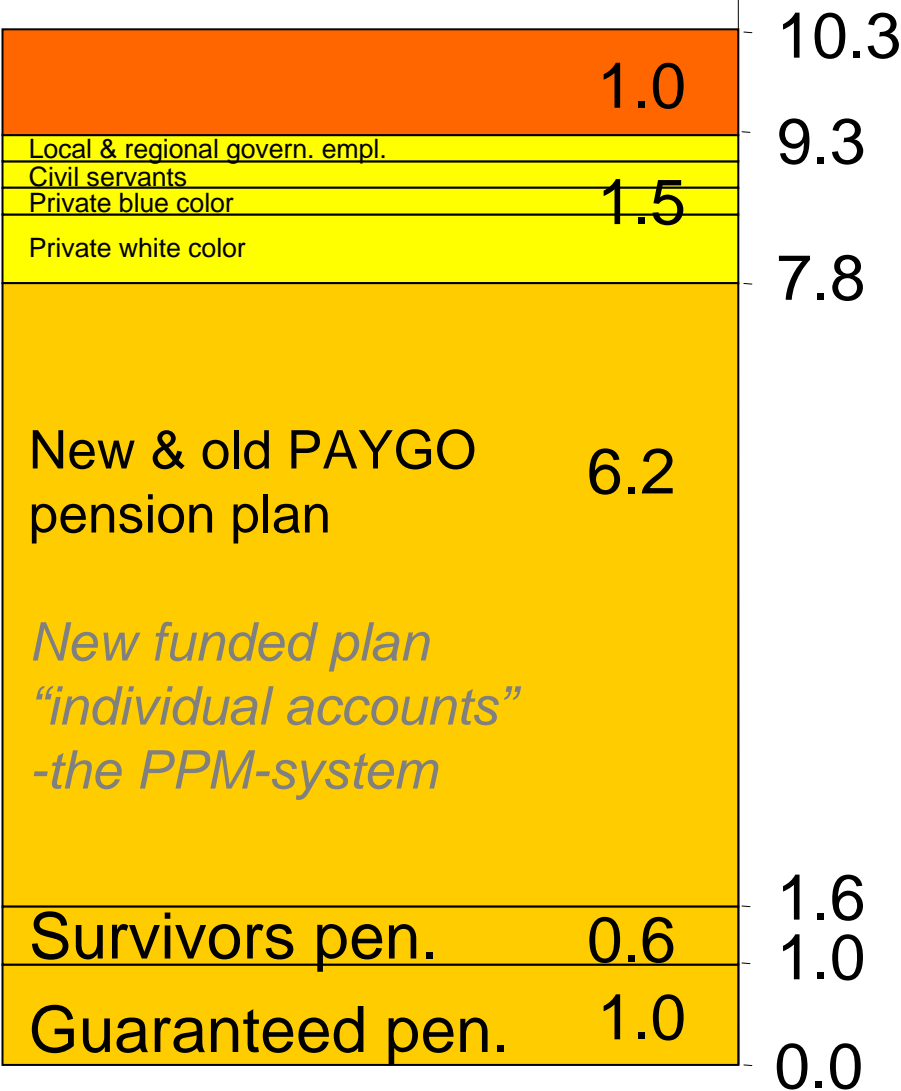 10.3
1.0
9.3
Local & regional govern. empl.
Civil servants
Private blue color
1.5
Private white color
7.8
New & old PAYGO
pension plan
6.2
New funded plan
“individual accounts”
-the PPM-system
1.6
Survivors pen.
0.6
1.0
Guaranteed pen.
1.0
0.0